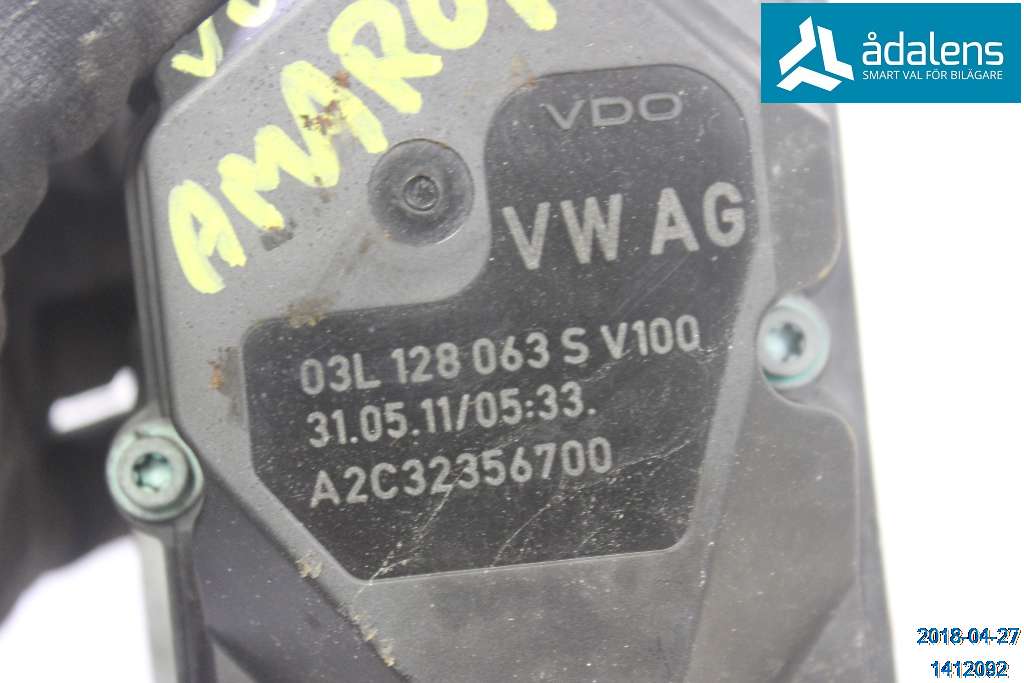 ådalens
SMART VAL FÖR BILÄGARE
AMAROK
VDO
VW AG
03L 128 063 S V100
31.05.11/05:33.
A2C32356700
2018-04-27
1412092